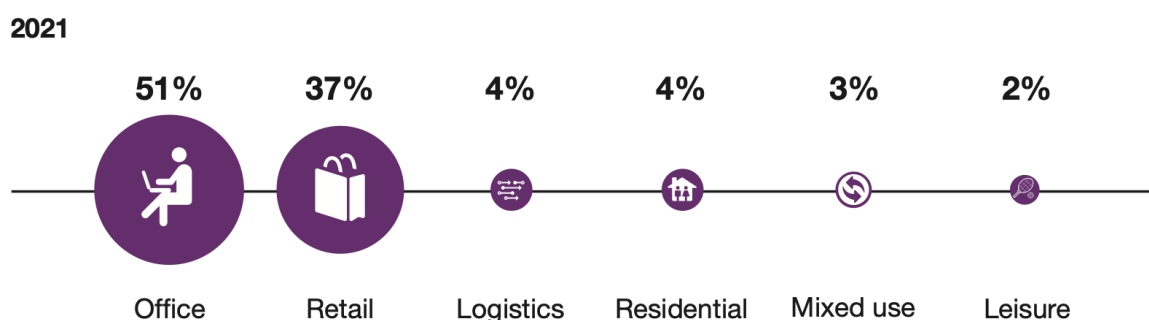 2021
51% 37% 4% 4% 3% 2%
Office Retail Logistics Residential Mixed use Leisure